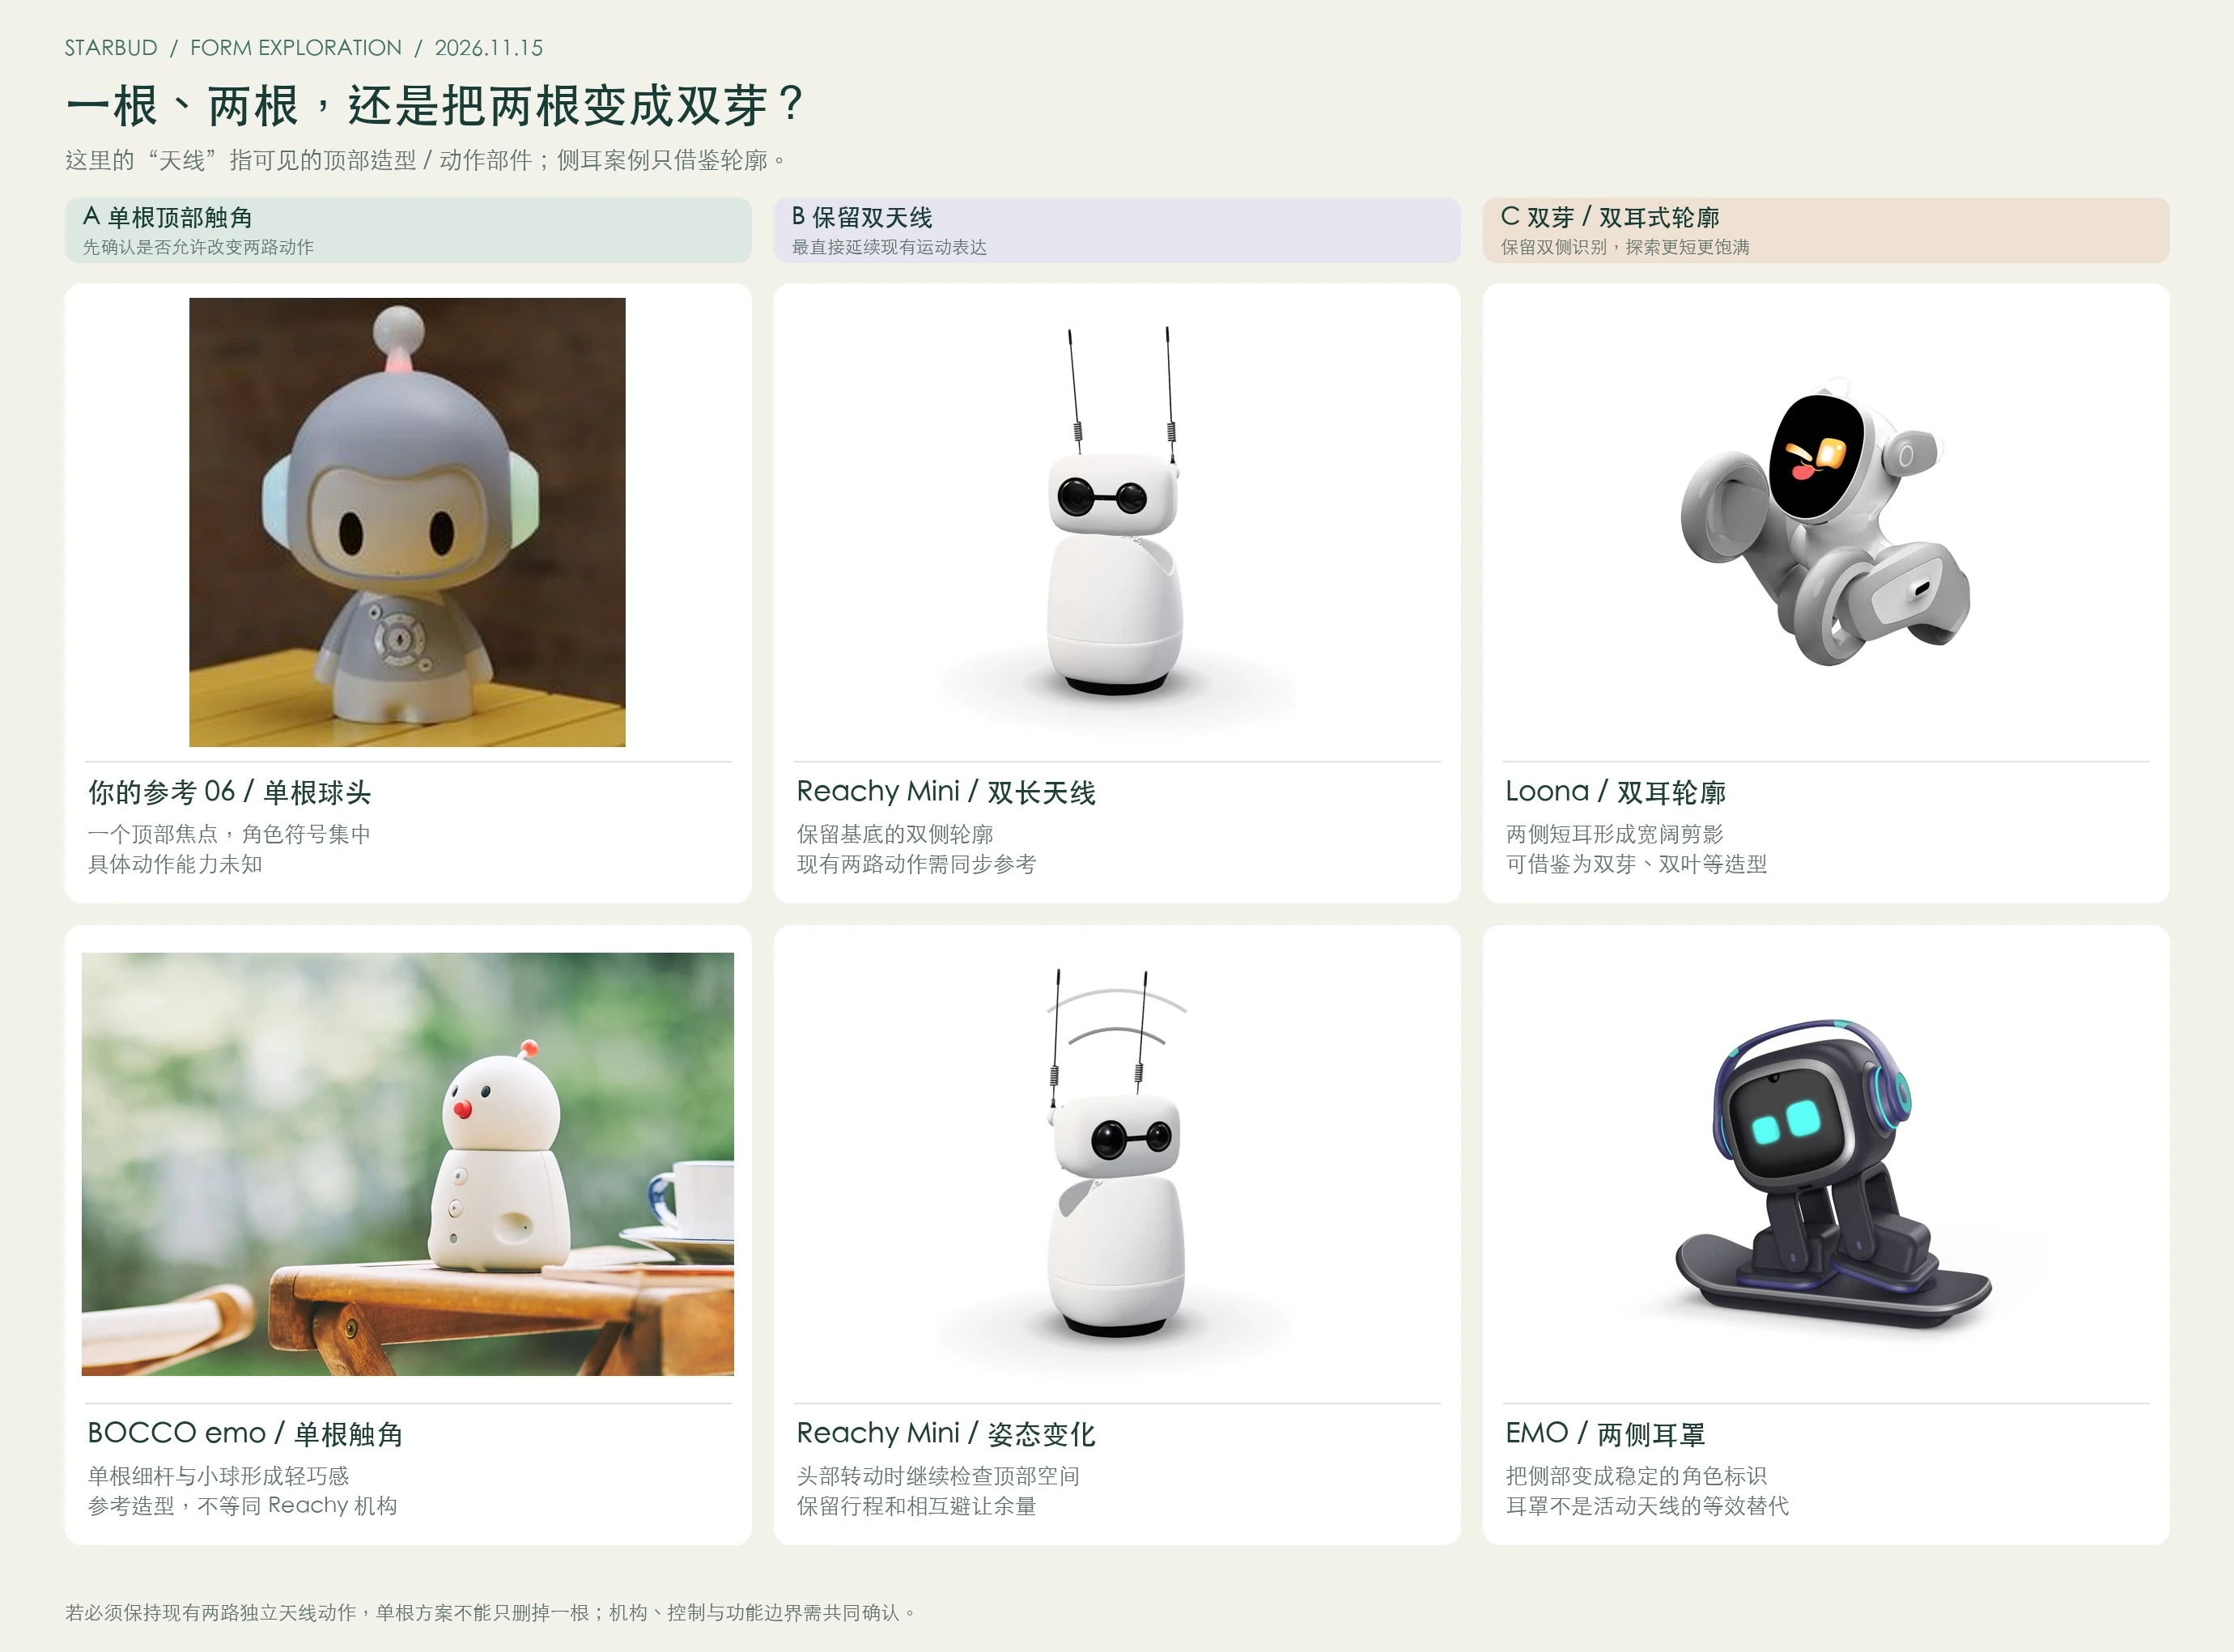 STARBUD / FORM EXPLORATION / 2026.11.15
一根、两根，还是把两根变成双芽？
这里的“天线”指可见的顶部造型 / 动作部件；侧耳案例只借鉴轮廓。
A 单根顶部触角
先确认是否允许改变两路动作
B 保留双天线
最直接延续现有运动表达
C 双芽 / 双耳式轮廓
保留双侧识别，探索更短更饱满
你的参考 06 / 单根球头
一个顶部焦点，角色符号集中
具体动作能力未知
Reachy Mini / 双长天线
保留基底的双侧轮廓
现有两路动作需同步参考
Loona / 双耳轮廓
两侧短耳形成宽阔剪影
可借鉴为双芽、双叶等造型
BOCCO emo / 单根触角
单根细杆与小球形成轻巧感
参考造型，不等同 Reachy 机构
Reachy Mini / 姿态变化
头部转动时继续检查顶部空间
保留行程和相互避让余量
EMO / 两侧耳罩
把侧部变成稳定的角色标识
耳罩不是活动天线的等效替代
若必须保持现有两路独立天线动作，单根方案不能只删掉一根；机构、控制与功能边界需共同确认。